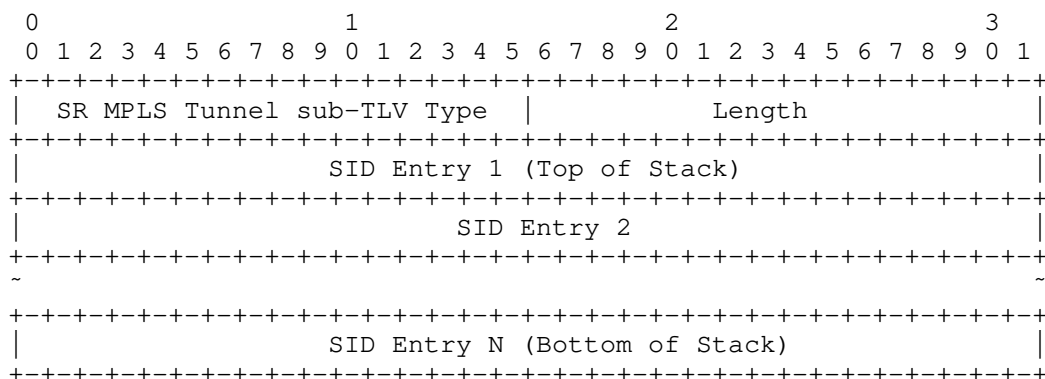 0                   1                   2                   3
 0 1 2 3 4 5 6 7 8 9 0 1 2 3 4 5 6 7 8 9 0 1 2 3 4 5 6 7 8 9 0 1
+-+-+-+-+-+-+-+-+-+-+-+-+-+-+-+-+-+-+-+-+-+-+-+-+-+-+-+-+-+-+-+-+
|  SR MPLS Tunnel sub-TLV Type  |           Length              |
+-+-+-+-+-+-+-+-+-+-+-+-+-+-+-+-+-+-+-+-+-+-+-+-+-+-+-+-+-+-+-+-+
|                   SID Entry 1 (Top of Stack)                  |
+-+-+-+-+-+-+-+-+-+-+-+-+-+-+-+-+-+-+-+-+-+-+-+-+-+-+-+-+-+-+-+-+
|                           SID Entry 2                         |
+-+-+-+-+-+-+-+-+-+-+-+-+-+-+-+-+-+-+-+-+-+-+-+-+-+-+-+-+-+-+-+-+
~                                                               ~
+-+-+-+-+-+-+-+-+-+-+-+-+-+-+-+-+-+-+-+-+-+-+-+-+-+-+-+-+-+-+-+-+
|                   SID Entry N (Bottom of Stack)               |
+-+-+-+-+-+-+-+-+-+-+-+-+-+-+-+-+-+-+-+-+-+-+-+-+-+-+-+-+-+-+-+-+